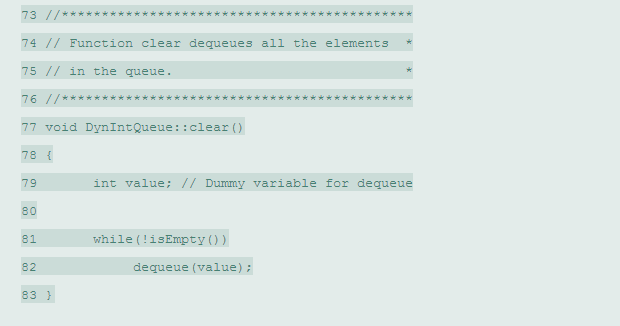 73 //********************************************
74 // Function clear dequeues all the elements  *
75 // in the queue.                             *
76 //********************************************
77 void DynIntQueue::clear()
78 {
79       int value; // Dummy variable for dequeue
80
81       while(!isEmpty())
82            dequeue(value);
83 }